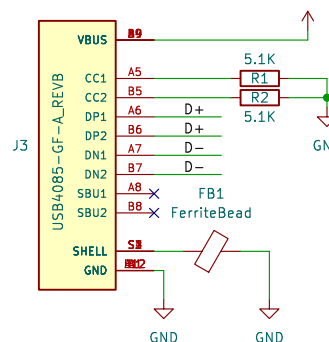 VBUS
CC1 A5
5.1K
R1
CC2 B5
R2
5.1K
DP1 A6 D+
DP2 B6 D+
DN1 A7 D-
DN2 B7 D-
SBU1 A8
SBU2 B8
J3
USB4085-GF-A_REVB
FB1
FerriteBead
SHELL
GND
GND
GND